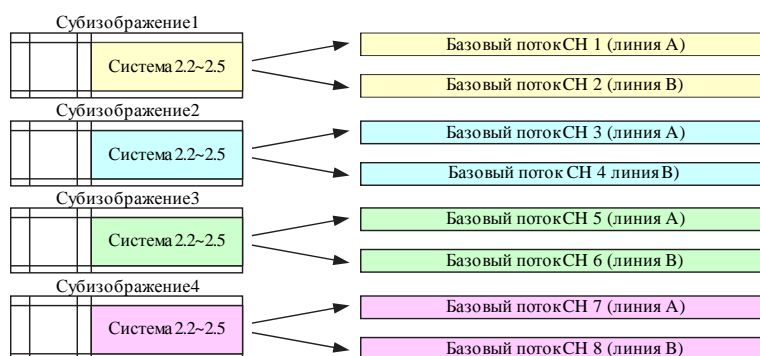 Субизображение1
Система 2.2~2.5
Базовый поток CH 1 (линия A)
Базовый поток CH 2 (линия B)
Субизображение2
Система 2.2~2.5
Базовый поток CH 3 (линия A)
Базовый поток CH 4 линия B)
Субизображение3
Система 2.2~2.5
Базовый поток CH 5 (линия A)
Базовый поток CH 6 (линия B)
Субизображение4
Система 2.2~2.5
Базовый поток CH 7 (линия A)
Базовый поток CH 8 (линия B)